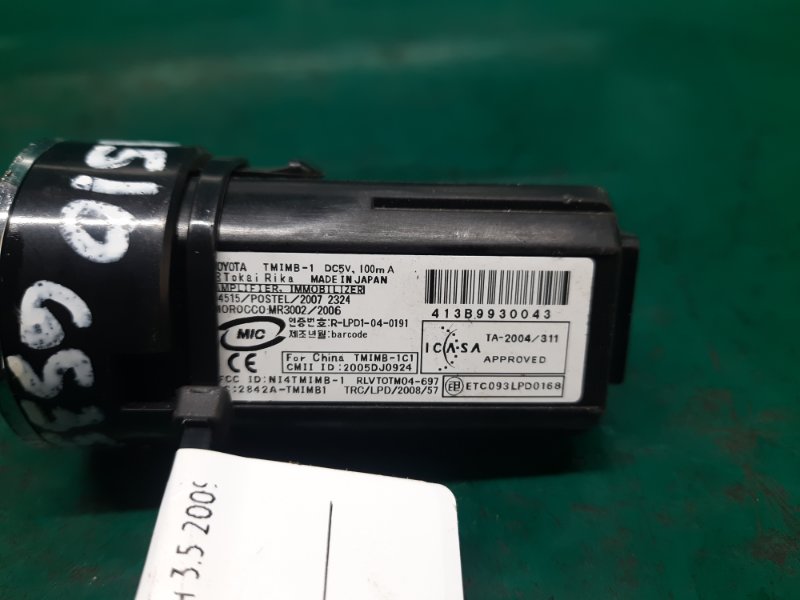 OYOTA TMIMB-1 DC5V, 100mA
Tokai Rika MADE IN JAPAN
AMPLIFIER, IMMOBILIZER
4515/POSTEL/2007 2324
MOROCCO:MR3002/2006
MIC 인증번호:R-LPD1-04-0191
제조년월:barcode
CE
For China TMIMB-1C1
CMII ID:2005DJ0924
FCC ID:NI4TMIMB-1 RLVTOTM04-697
2842A-TMIMB1 TRC/LPD/2008/57
413B9930043
ICASA
TA-2004/311
APPROVED
ETC093LPD0168
H 3.5 2009